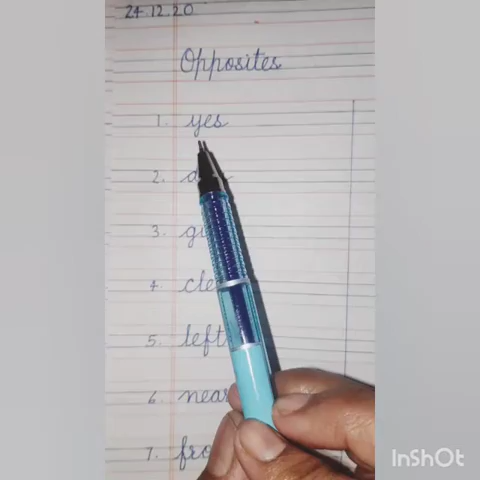 24.12.20
Opposites
1. yes
2.
3.
4.
5. left
6. near
7.
InShOt